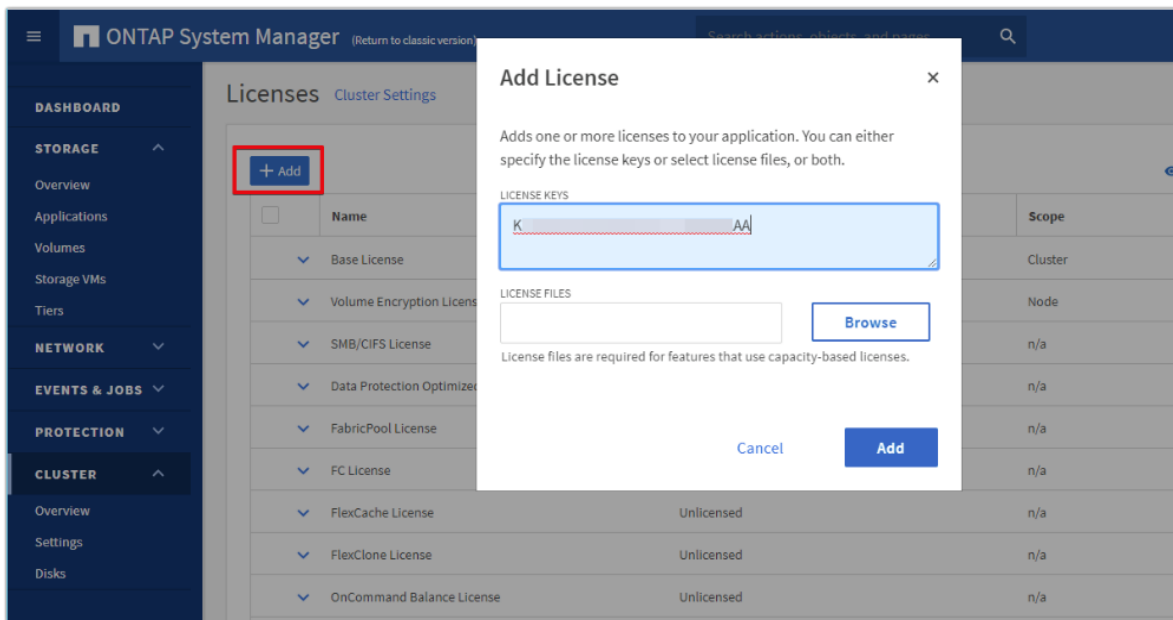 ONTAP System Manager (Return to classic version)
Search actions, objects, and pages
DASHBOARD
STORAGE
Overview
Applications
Volumes
Storage VMs
Tiers
NETWORK
EVENTS & JOBS
PROTECTION
CLUSTER
Overview
Settings
Disks
Licenses Cluster Settings
+ Add
Name
Scope
Base License
Cluster
Volume Encryption Licens
Node
SMB/CIFS License
n/a
Data Protection Optimized
n/a
FabricPool License
n/a
FC License
n/a
FlexCache License
Unlicensed
n/a
FlexClone License
Unlicensed
n/a
OnCommand Balance License
Unlicensed
n/a
Add License
Adds one or more licenses to your application. You can either
specify the license keys or select license files, or both.
LICENSE KEYS
K AA
LICENSE FILES
Browse
License files are required for features that use capacity-based licenses.
Cancel
Add